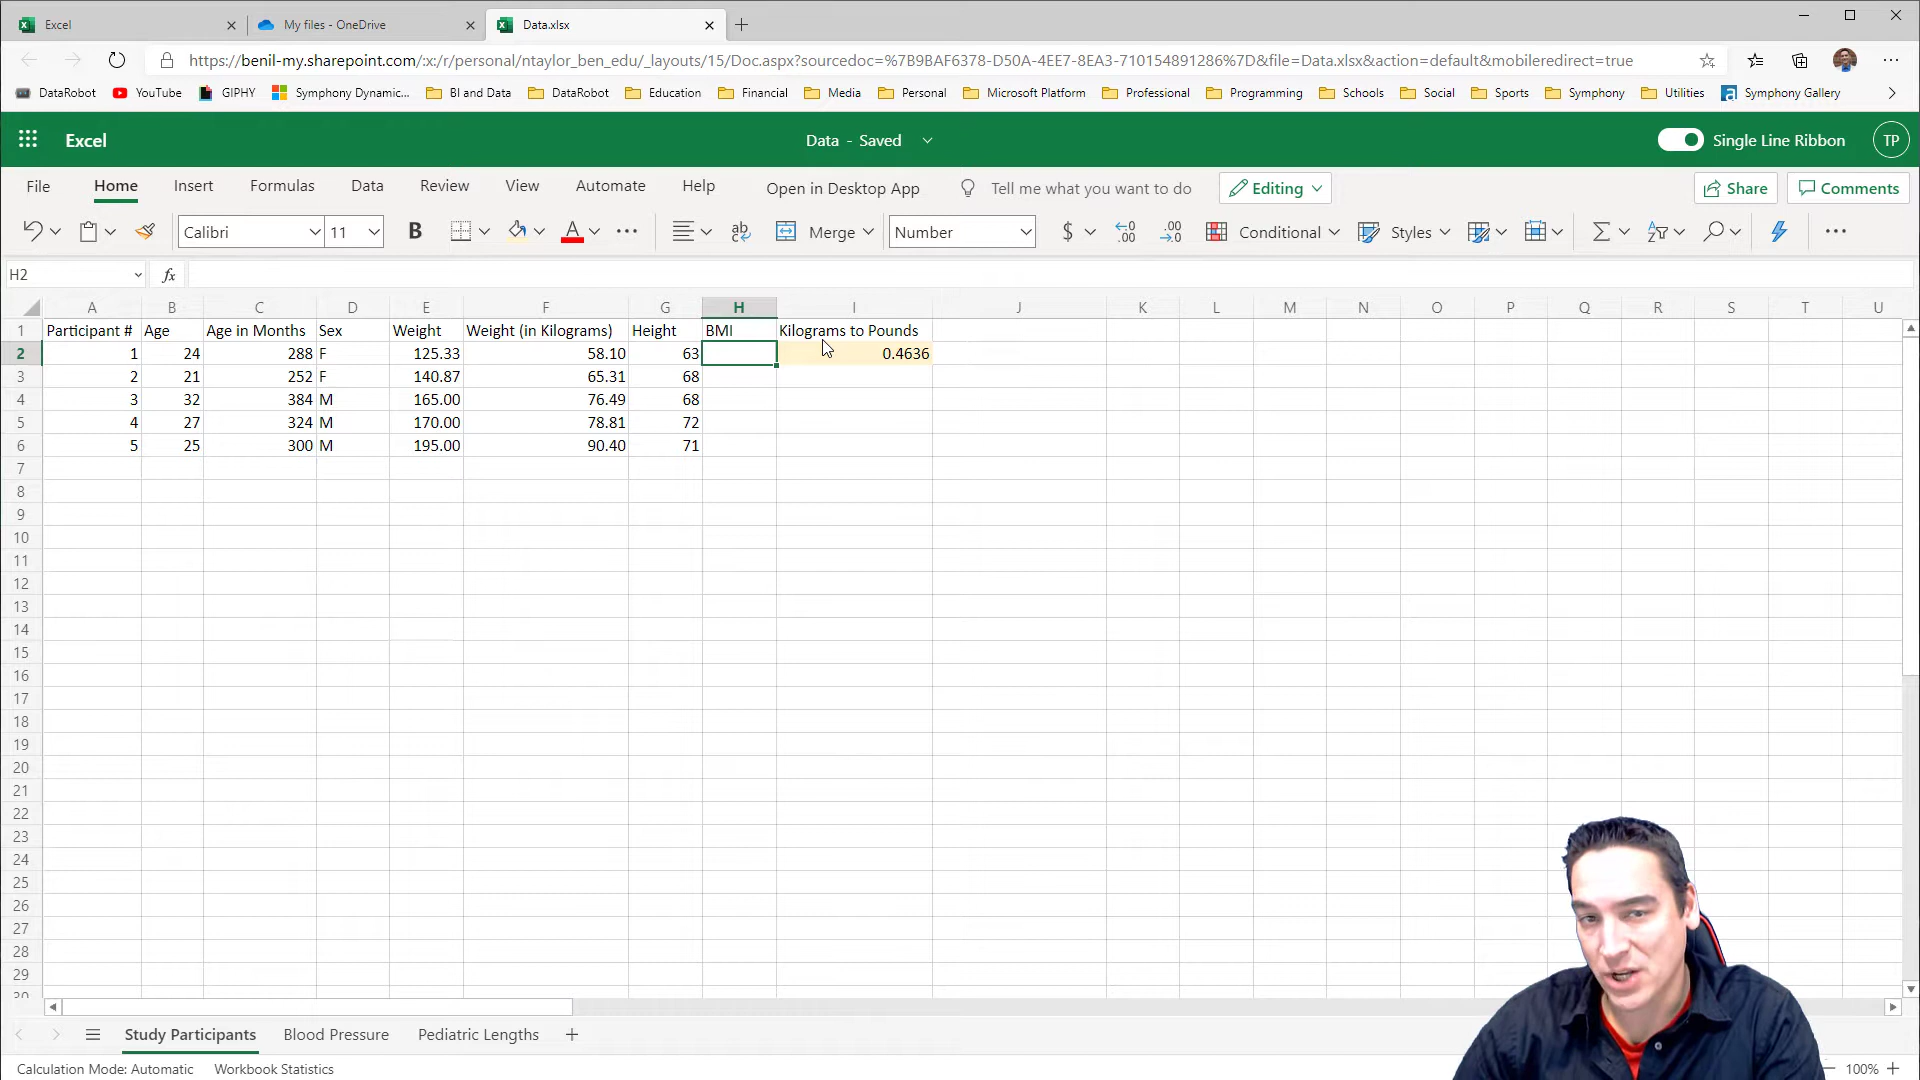 Excel My files - OneDrive Data.xlsx
https://benil-my.sharepoint.com/:x:/r/personal/ntaylor_ben_edu/_layouts/15/Doc.aspx?sourcedoc=%7B9BAF6378-D50A-4EE7-8EA3-710154891286%7D&file=Data.xlsx&action=default&mobileredirect=true
DataRobot YouTube GIPHY Symphony Dynamic... BI and Data DataRobot Education Financial Media Personal Microsoft Platform Professional Programming Schools Social Sports Symphony Utilities Symphony Gallery
Excel Data - Saved Single Line Ribbon TP
File Home Insert Formulas Data Review View Automate Help Open in Desktop App Tell me what you want to do Editing Share Comments
Calibri 11 B A ab Merge Number $ .00 .00 Conditional Styles
H2 fx
A B C D E F G H I J K L M N O P Q R S T U
1 Participant # Age Age in Months Sex Weight Weight (in Kilograms) Height BMI Kilograms to Pounds
2 1 24 288 F 125.33 58.10 63 0.4636
3 2 21 252 F 140.87 65.31 68
4 3 32 384 M 165.00 76.49 68
5 4 27 324 M 170.00 78.81 72
6 5 25 300 M 195.00 90.40 71
7
8
9
10
11
12
13
14
15
16
17
18
19
20
21
22
23
24
25
26
27
28
29
30
Study Participants Blood Pressure Pediatric Lengths
Calculation Mode: Automatic Workbook Statistics 100%